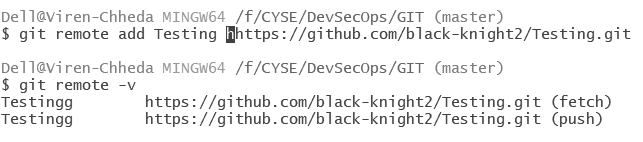 Dell@Viren-Chheda MINGW64 /f/CYSE/DevSecOps/GIT (master)
$ git remote add Testing hhttps://github.com/black-knight2/Testing.git
Dell@Viren-Chheda MINGW64 /f/CYSE/DevSecOps/GIT (master)
$ git remote -v
Testingg https://github.com/black-knight2/Testing.git (fetch)
Testingg https://github.com/black-knight2/Testing.git (push)